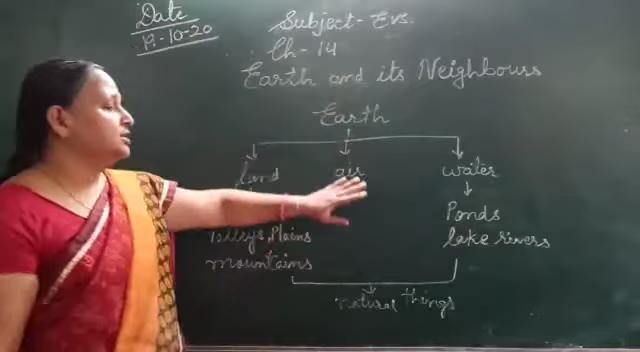 Date
19-10-20
Subject- Evs.
Ch- 14
Earth and its Neighbours
Earth
land air water
Ponds
Valleys, Plains lake rivers
mountains
natural things